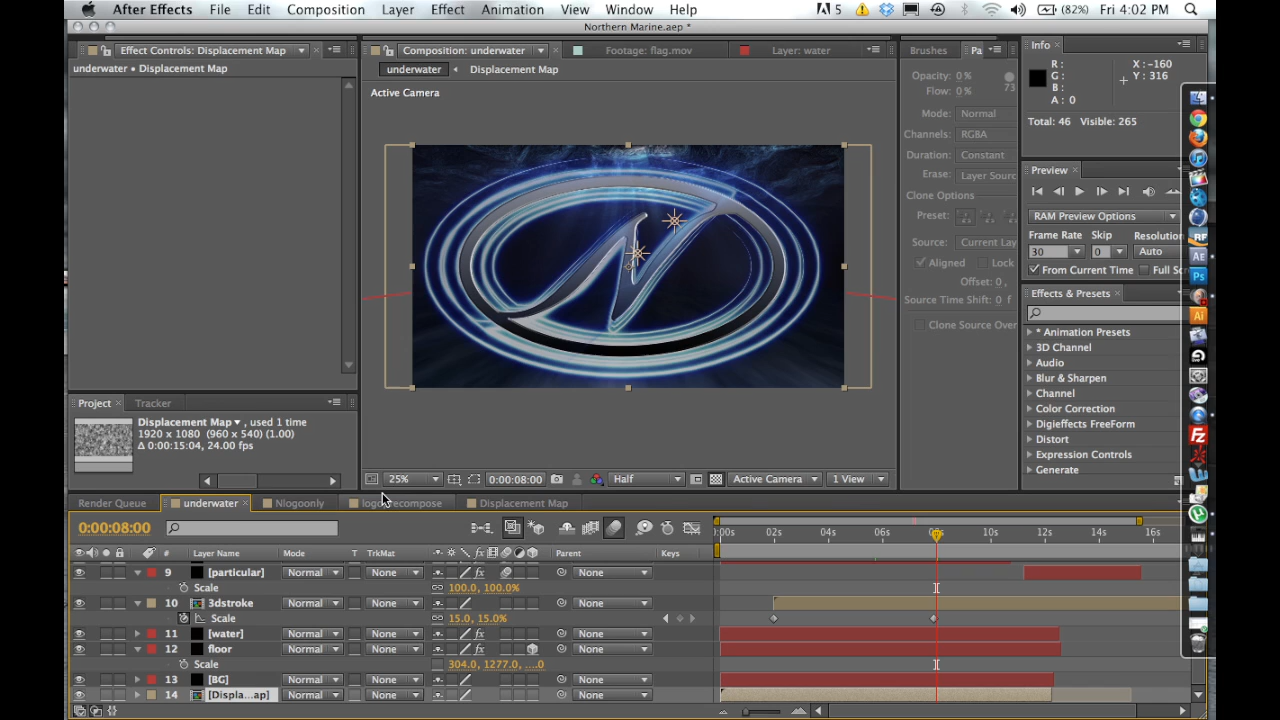 After Effects File Edit Composition Layer Effect Animation View Window Help 5 (82%) Fri 4:02 PM
Northern Marine.aep *
Effect Controls: Displacement Map
underwater • Displacement Map
Composition: underwater
Footage: flag.mov
Layer: water
underwater Displacement Map
Active Camera
Brushes Pa
Opacity: 0 %
Flow: 0 %
73
Mode: Normal
Channels: RGBA
Duration: Constant
Erase: Layer Sourc
Clone Options
Preset:
Source: Current Lay
Aligned Lock
Offset: 0 ,
Source Time Shift: 0 f
Clone Source Over
Info
R :
G :
B :
A : 0
X : -160
Y : 316
Total: 46 Visible: 265
Preview
RAM Preview Options
Frame Rate Skip Resolution
30 0 Auto
From Current Time Full Scr
Effects & Presets
* Animation Presets
3D Channel
Audio
Blur & Sharpen
Channel
Color Correction
Digieffects FreeForm
Distort
Expression Controls
Generate
Project Tracker
Displacement Map , used 1 time
1920 x 1080 (960 x 540) (1.00)
Δ 0:00:15:04, 24.00 fps
25% 0:00:08:00 Half Active Camera 1 View
Render Queue underwater Nlogoonly Displacement Map
0:00:08:00
:00s 02s 04s 06s 08s 10s 12s 14s 16s
# Layer Name Mode T TrkMat Parent Keys
9 [particular] Normal None None
Scale 100.0, 100.0%
10 3dstroke Normal None None
Scale 15.0, 15.0%
11 [water] Normal None None
12 floor Normal None None
Scale 304.0, 1277.0, ....0
13 [BG] Normal None None
14 [Displa...ap] Normal None None